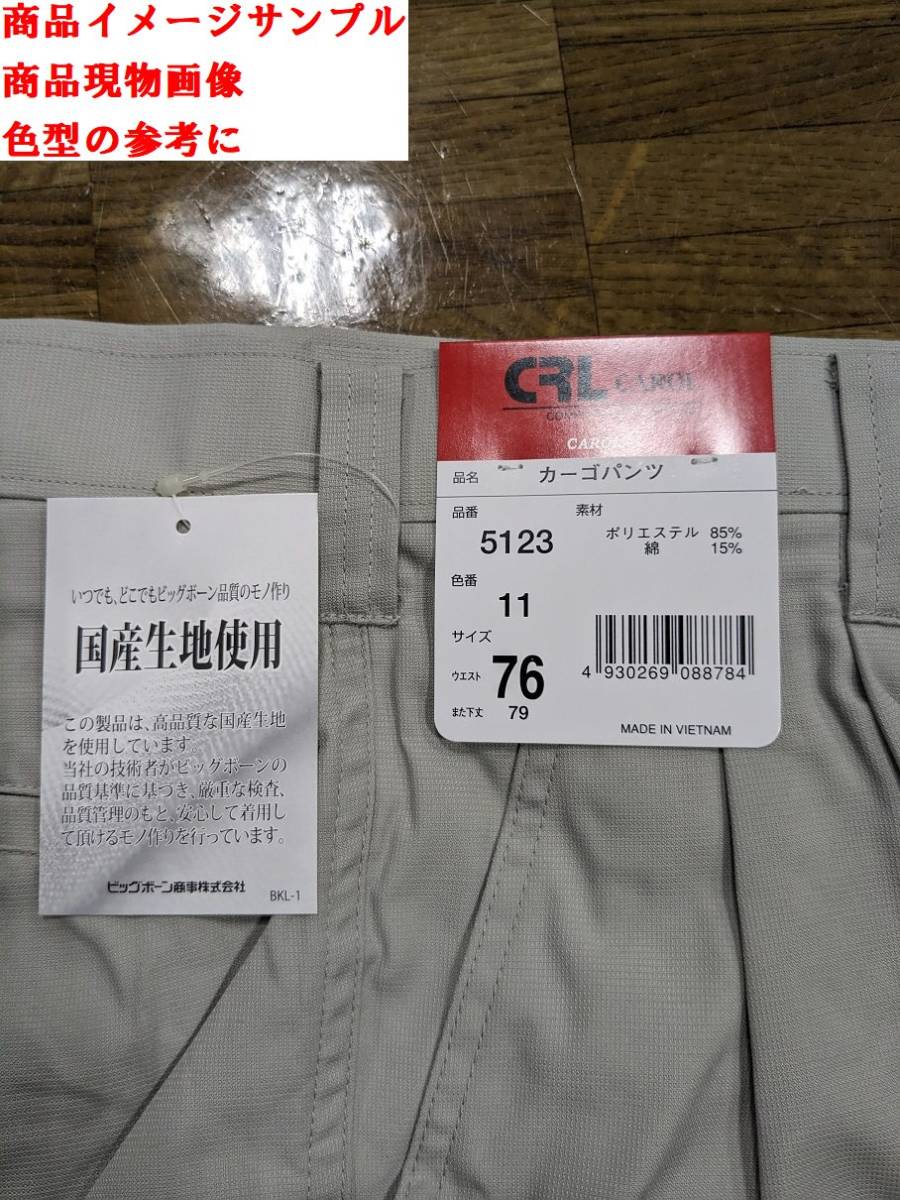 商品イメージサンプル
商品現物画像
色型の参考に
CRL CAROL
品名 カーゴパンツ
品番 素材
5123 ポリエステル 85%
綿 15%
色番
11
サイズ
ウエスト 76
また下丈 79
4 930269 088784
MADE IN VIETNAM
いつでも、どこでもビッグボーン品質のモノ作り
国産生地使用
この製品は、高品質な国産生地
を使用しています。
当社の技術者がビッグボーンの
品質基準に基づき、厳重な検査、
品質管理のもと、安心して着用し
て頂けるモノ作りを行っています。
ビッグボーン商事株式会社
BKL-1